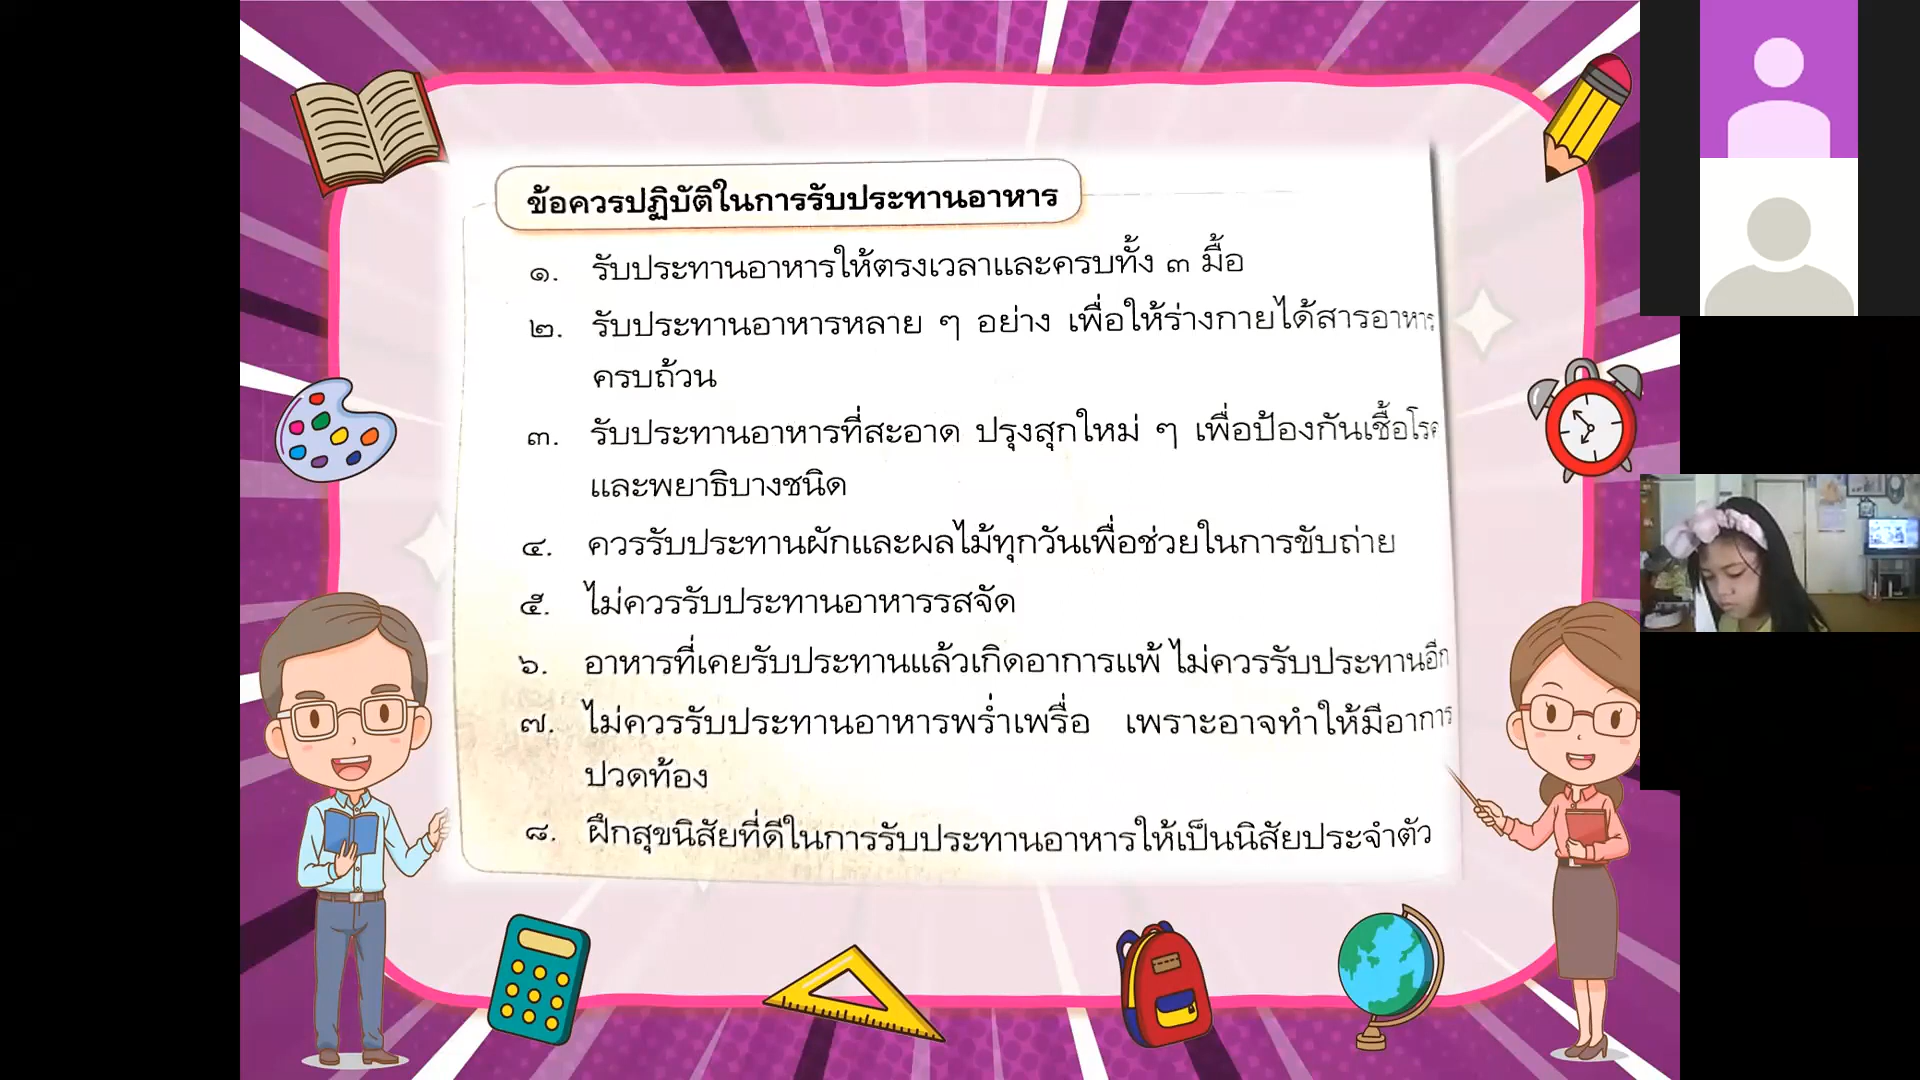 ข้อควรปฏิบัติในการรับประทานอาหาร
๑. รับประทานอาหารให้ตรงเวลาและครบทั้ง ๓ มื้อ
๒. รับประทานอาหารหลาย ๆ อย่าง เพื่อให้ร่างกายได้สารอาหาร
ครบถ้วน
๓. รับประทานอาหารที่สะอาด ปรุงสุกใหม่ ๆ เพื่อป้องกันเชื้อโรค
และพยาธิบางชนิด
๔. ควรรับประทานผักและผลไม้ทุกวันเพื่อช่วยในการขับถ่าย
๕. ไม่ควรรับประทานอาหารรสจัด
๖. อาหารที่เคยรับประทานแล้วเกิดอาการแพ้ ไม่ควรรับประทานอีก
๗. ไม่ควรรับประทานอาหารพร่ำเพรื่อ เพราะอาจทำให้มีอาการ
ปวดท้อง
๘. ฝึกสุขนิสัยที่ดีในการรับประทานอาหารให้เป็นนิสัยประจำตัว